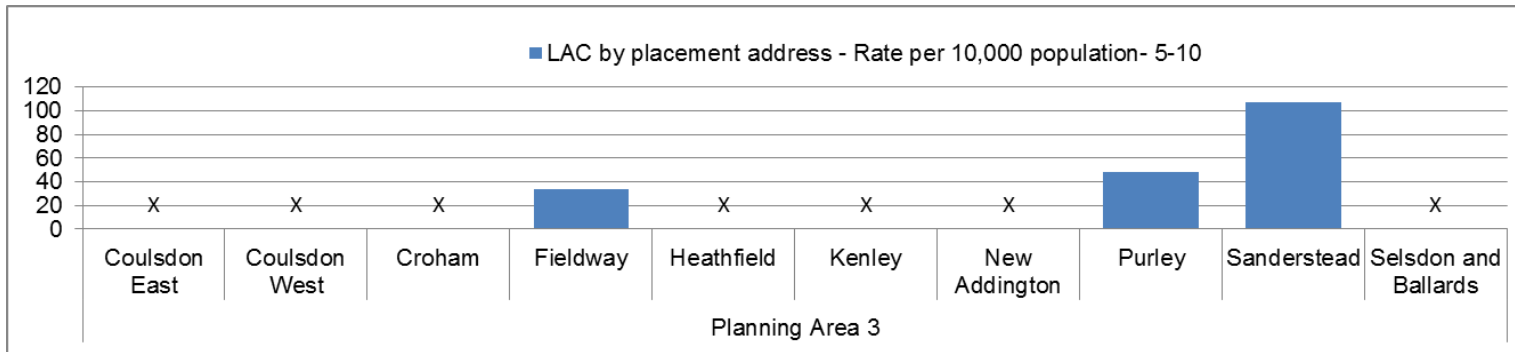 LAC by placement address - Rate per 10,000 population- 5-10
120
100
80
60
40
20
0
X X X X X X X
Coulsdon East
Coulsdon West
Croham
Fieldway
Heathfield
Kenley
New Addington
Purley
Sanderstead
Selsdon and Ballards
Planning Area 3